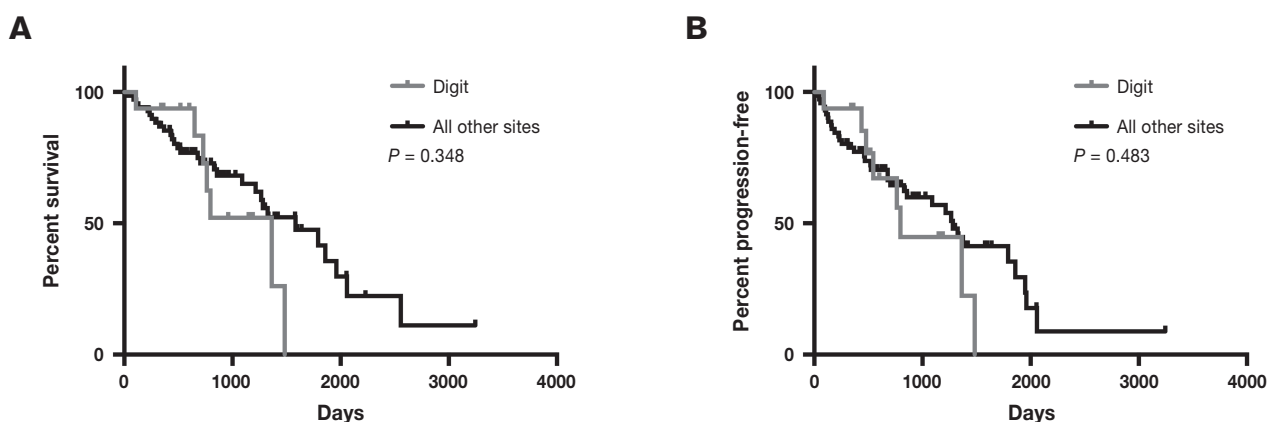 A
Percent survival
100
50
0
0 1000 2000 3000 4000
Days
Digit
All other sites
P = 0.348
B
Percent progression-free
100
50
0
0 1000 2000 3000 4000
Days
Digit
All other sites
P = 0.483